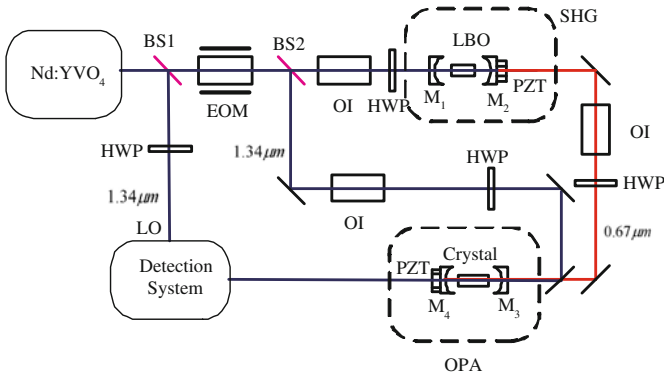 SHG
BS1
BS2
LBO
Nd:YVO₄
EOM
OI
HWP
M₁
M₂
PZT
OI
HWP
1.34μm
HWP
HWP
1.34μm
OI
0.67μm
LO
Detection
System
PZT
Crystal
M₄
M₃
OPA